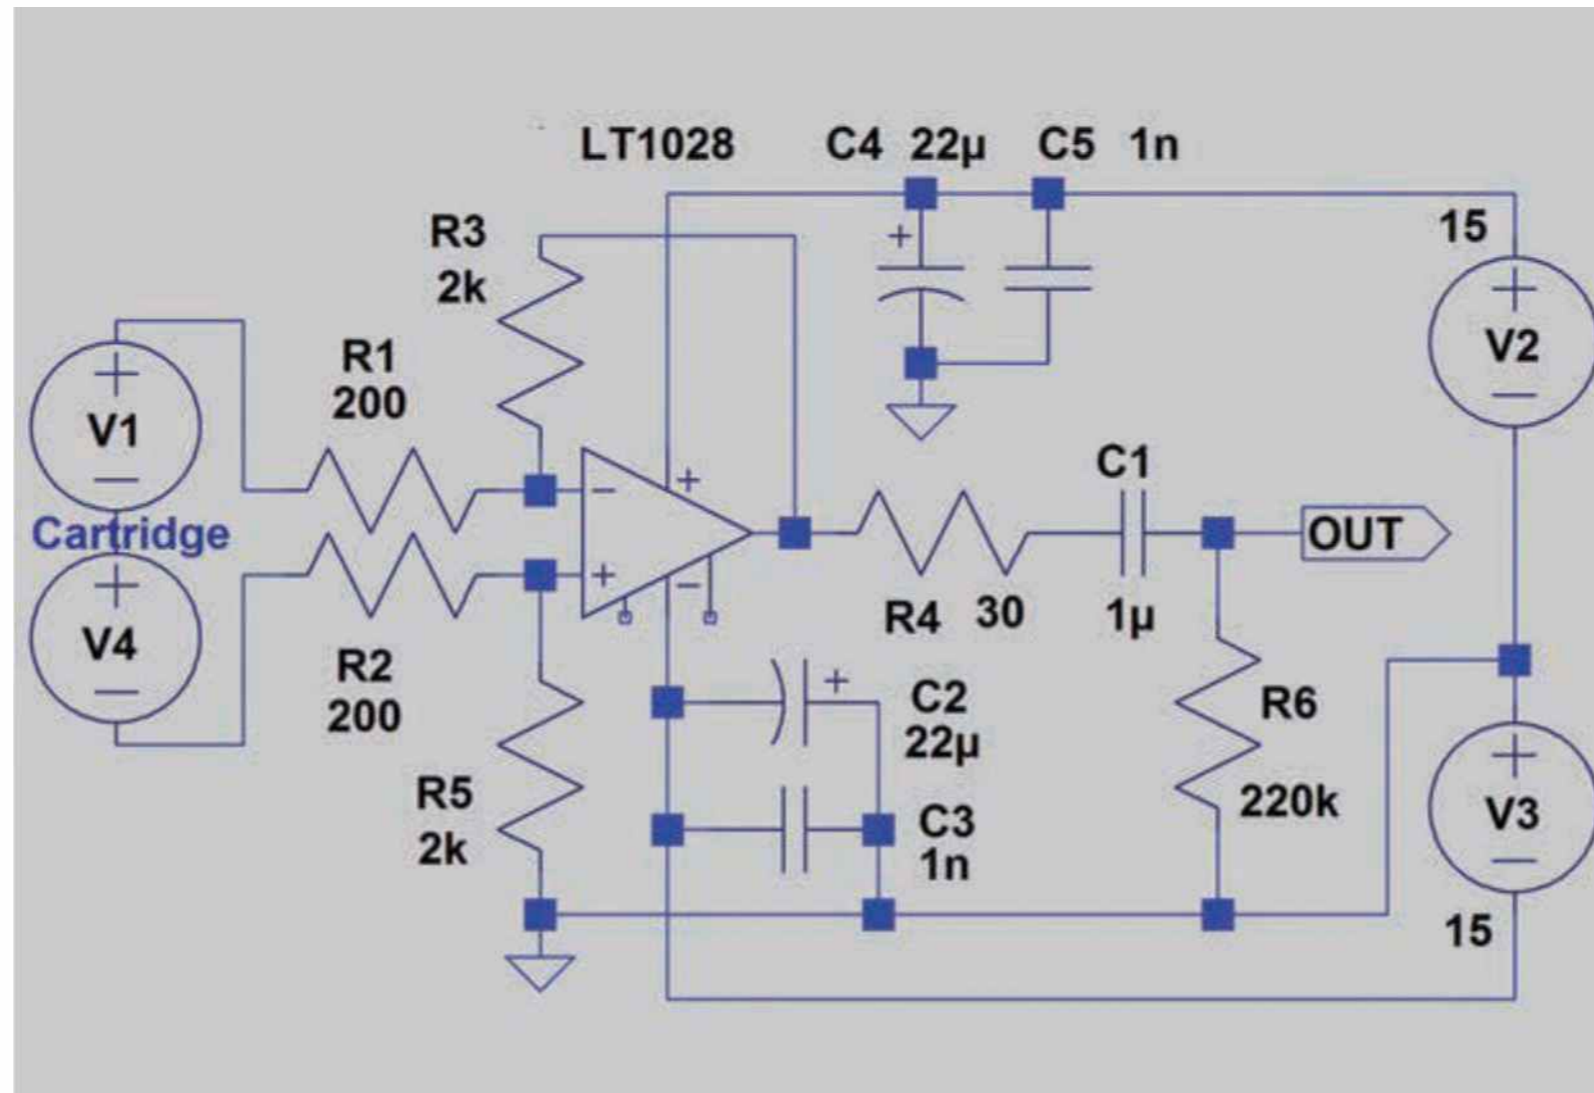 LT1028
C4 22µ
C5 1n
R3
2k
15
V2
R1
200
V1
Cartridge
C1
1µ
OUT
R4 30
V4
R2
200
C2
22µ
R6
220k
R5
2k
C3
1n
V3
15